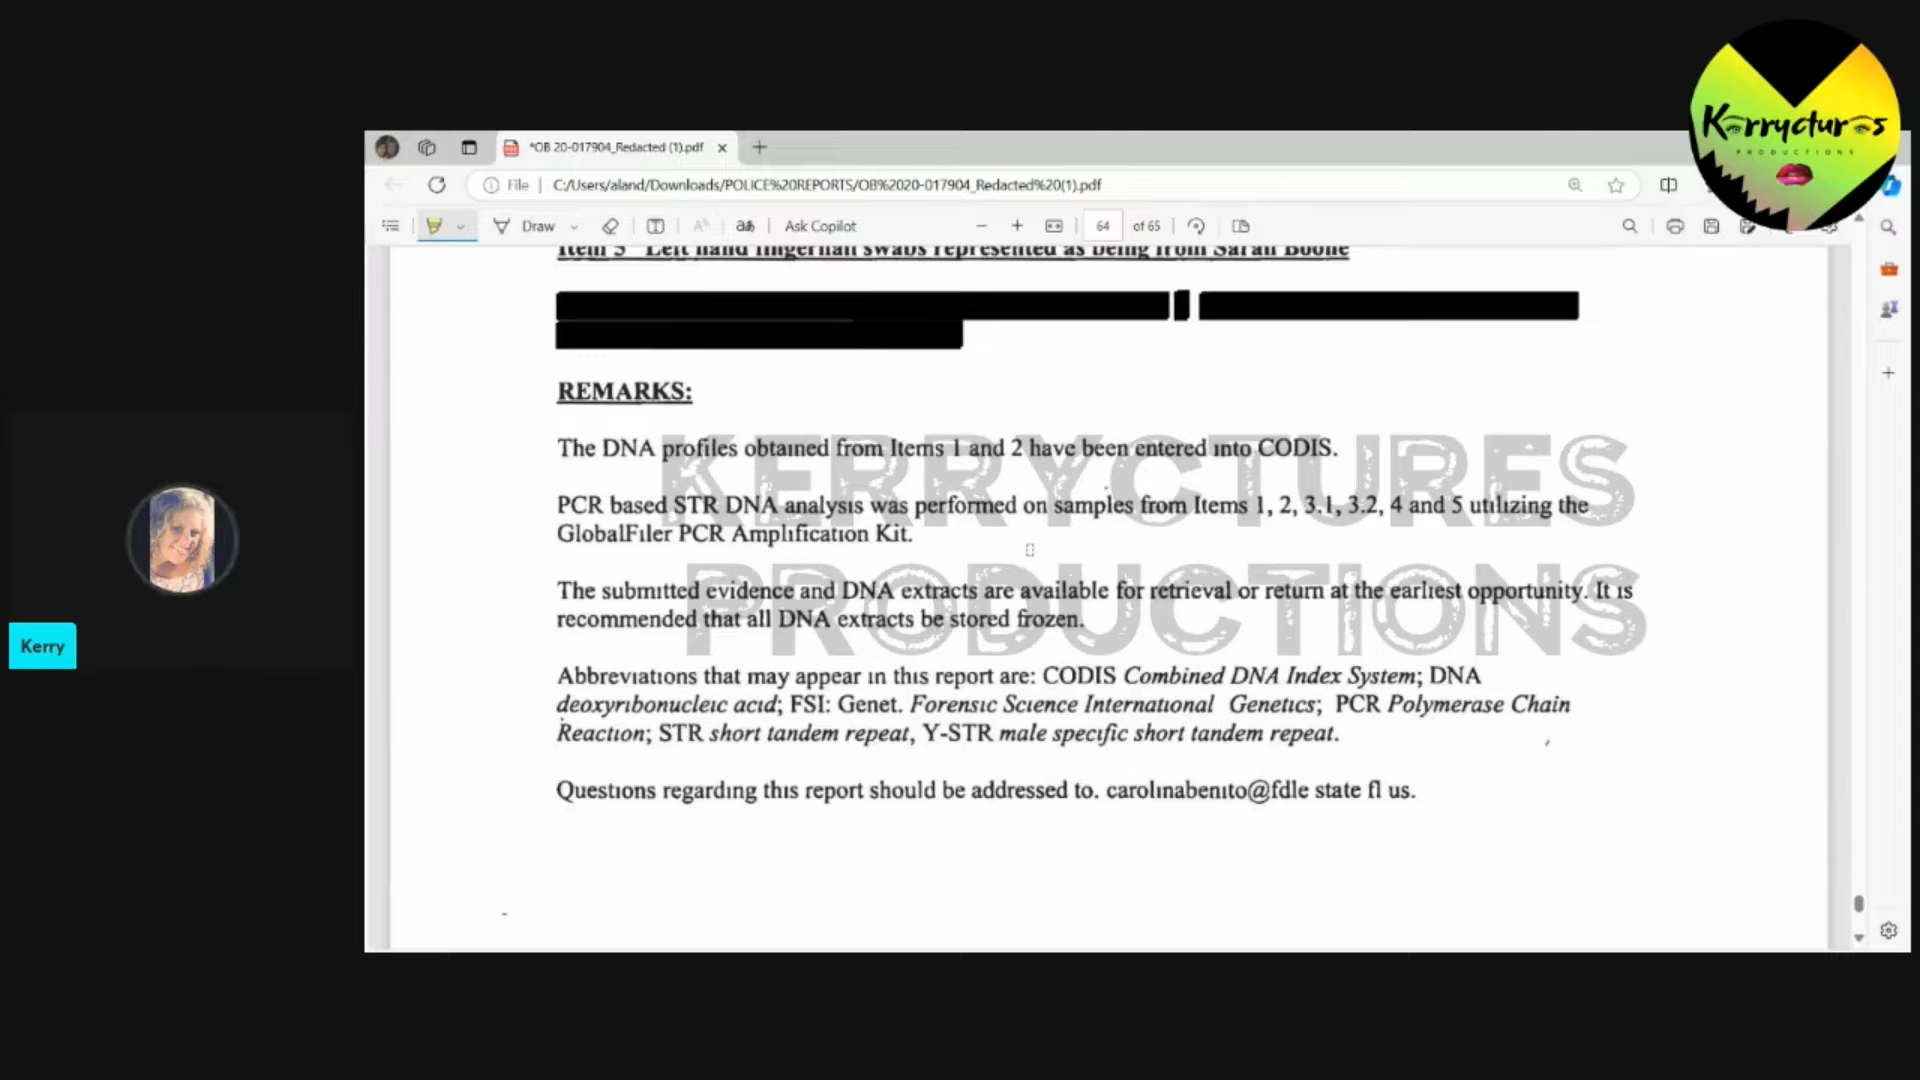 *OB 20-017904_Redacted (1).pdf
File
C:/Users/aland/Downloads/POLICE%20REPORTS/OB%2020-017904_Redacted%20(1).pdf
Draw
Ask Copilot
64 of 65
Kerryctures
PRODUCTIONS
Item 5 Left hand fingernail swabs represented as being from Sarah Boone
REMARKS:
The DNA profiles obtained from Items 1 and 2 have been entered into CODIS.
PCR based STR DNA analysis was performed on samples from Items 1, 2, 3.1, 3.2, 4 and 5 utilizing the
GlobalFiler PCR Amplification Kit.
The submitted evidence and DNA extracts are available for retrieval or return at the earliest opportunity. It is
recommended that all DNA extracts be stored frozen.
Abbreviations that may appear in this report are: CODIS Combined DNA Index System; DNA
deoxyribonucleic acid; FSI: Genet. Forensic Science International Genetics; PCR Polymerase Chain
Reaction; STR short tandem repeat, Y-STR male specific short tandem repeat.
Questions regarding this report should be addressed to. carolinabenito@fdle state fl us.
KERRYCTURES
PRODUCTIONS
Kerry